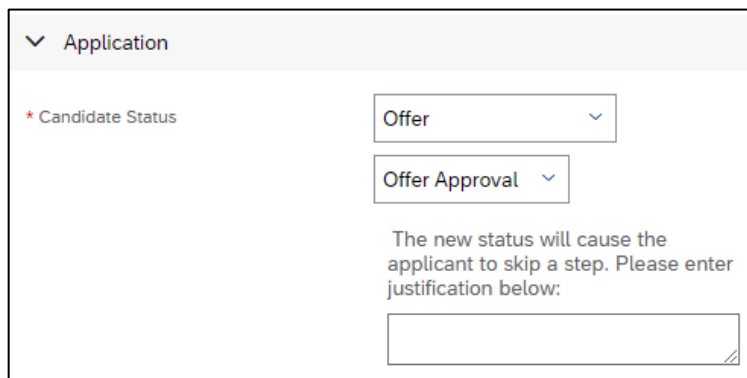 Application
* Candidate Status
Offer
Offer Approval
The new status will cause the
applicant to skip a step. Please enter
justification below: